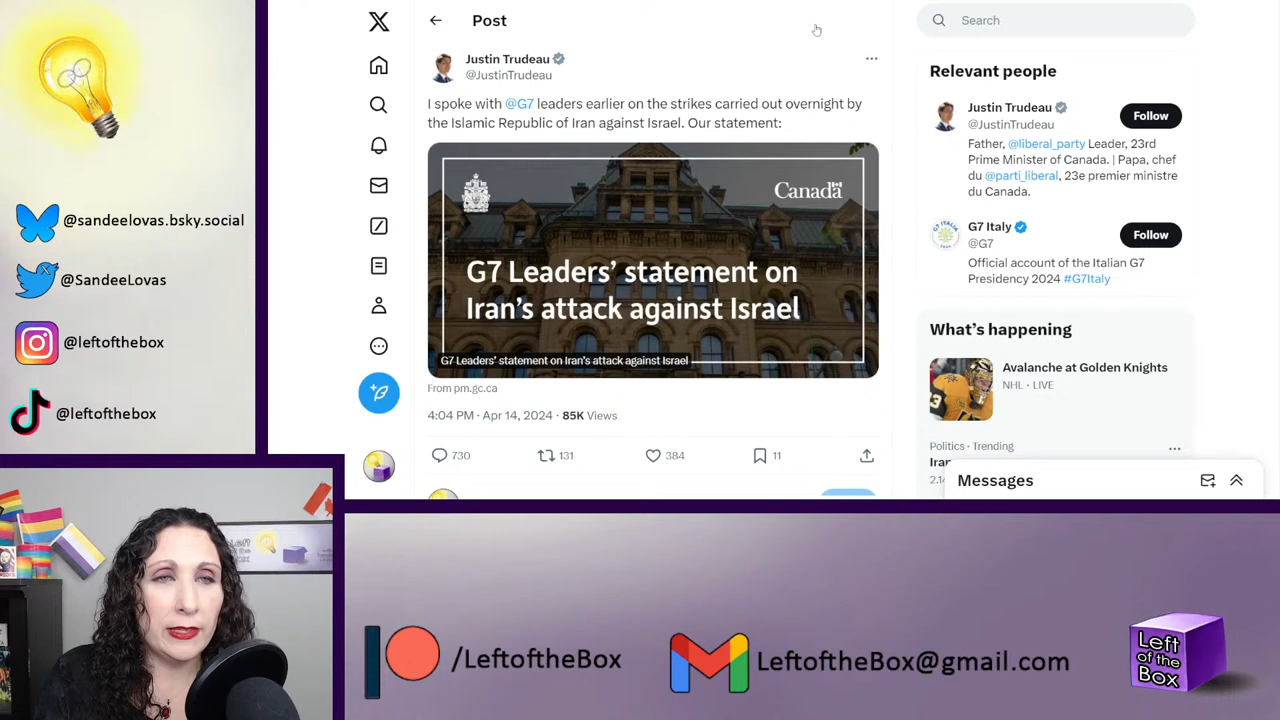 Post
Search
Justin Trudeau
@JustinTrudeau
I spoke with @G7 leaders earlier on the strikes carried out overnight by
the Islamic Republic of Iran against Israel. Our statement:
Canada
G7 Leaders’ statement on
Iran’s attack against Israel
G7 Leaders’ statement on Iran’s attack against Israel
From pm.gc.ca
4:04 PM · Apr 14, 2024 · 85K Views
730
131
384
11
Relevant people
Justin Trudeau
@JustinTrudeau
Follow
Father, @liberal_party Leader, 23rd
Prime Minister of Canada. | Papa, chef
du @parti_liberal, 23e premier ministre
du Canada.
G7 Italy
@G7
Follow
Official account of the Italian G7
Presidency 2024 #G7Italy
What’s happening
Avalanche at Golden Knights
NHL · LIVE
Politics · Trending
Messages
@sandeelovas.bsky.social
@SandeeLovas
@leftofthebox
@leftofthebox
/LeftoftheBox
LeftoftheBox@gmail.com
Left
of the
Box